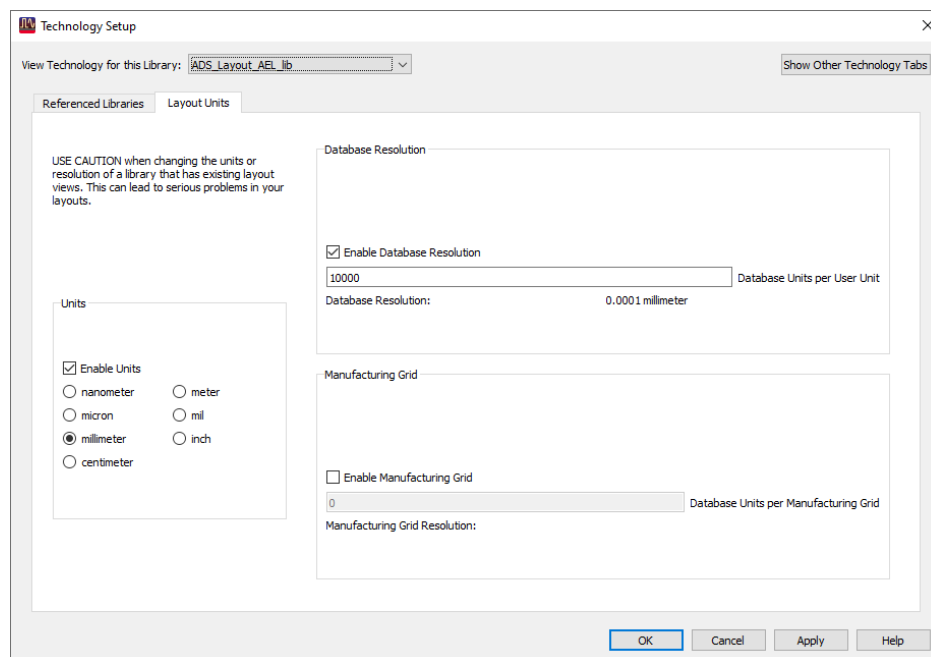 Technology Setup
View Technology for this Library: ADS_Layout_AEL_lib
Show Other Technology Tabs
Referenced Libraries
Layout Units
USE CAUTION when changing the units or
resolution of a library that has existing layout
views. This can lead to serious problems in your
layouts.
Units
Enable Units
nanometer
meter
micron
mil
millimeter
inch
centimeter
Database Resolution
Enable Database Resolution
10000
Database Units per User Unit
Database Resolution:
0.0001 millimeter
Manufacturing Grid
Enable Manufacturing Grid
0
Database Units per Manufacturing Grid
Manufacturing Grid Resolution:
OK
Cancel
Apply
Help